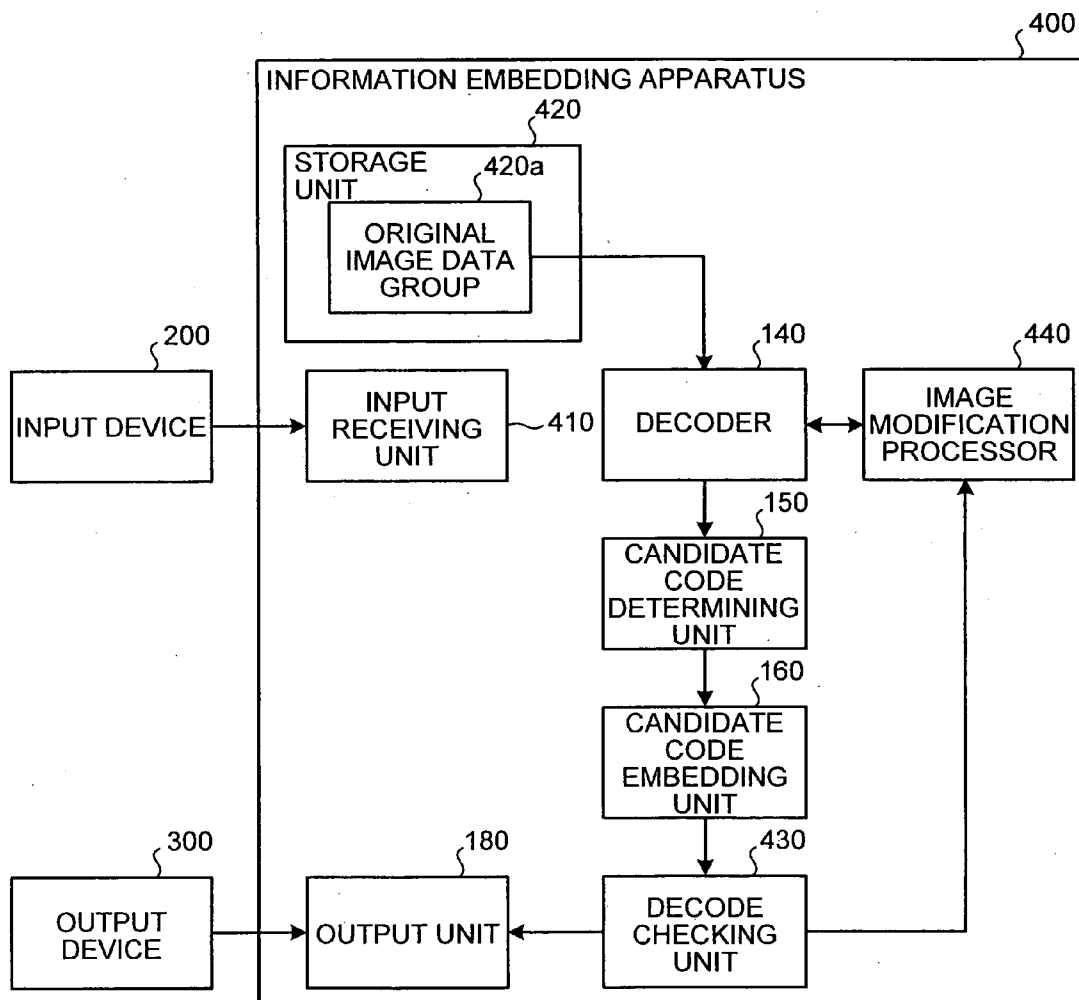 400
INFORMATION EMBEDDING APPARATUS
420
STORAGE
UNIT
420a
ORIGINAL
IMAGE DATA
GROUP
200
INPUT DEVICE
INPUT
RECEIVING
UNIT
410
140
DECODER
440
IMAGE
MODIFICATION
PROCESSOR
150
CANDIDATE
CODE
DETERMINING
UNIT
160
CANDIDATE
CODE
EMBEDDING
UNIT
300
OUTPUT
DEVICE
180
OUTPUT UNIT
430
DECODE
CHECKING
UNIT